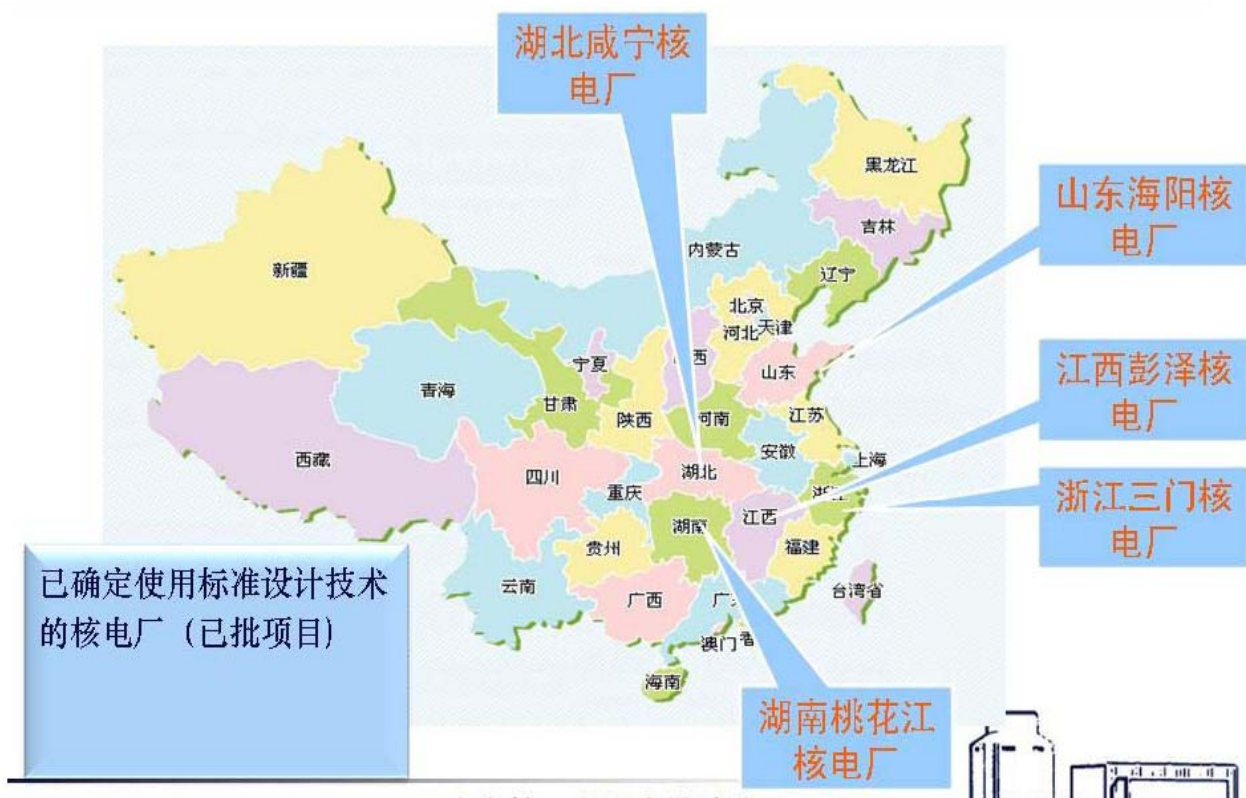 湖北咸宁核
电厂
黑龙江
山东海阳核
电厂
吉林
内蒙古
辽宁
新疆
北京
天津
河北
江西彭泽核
电厂
宁夏
西
山东
青海
甘肃
陕西
河南
江苏
安徽
上海
西藏
四川
湖北
重庆
浙江
浙江三门核
电厂
江西
湖南
贵州
福建
已确定使用标准设计技术
的核电厂（已批项目）
云南
广西
广
台湾省
澳门
海南
湖南桃花江
核电厂